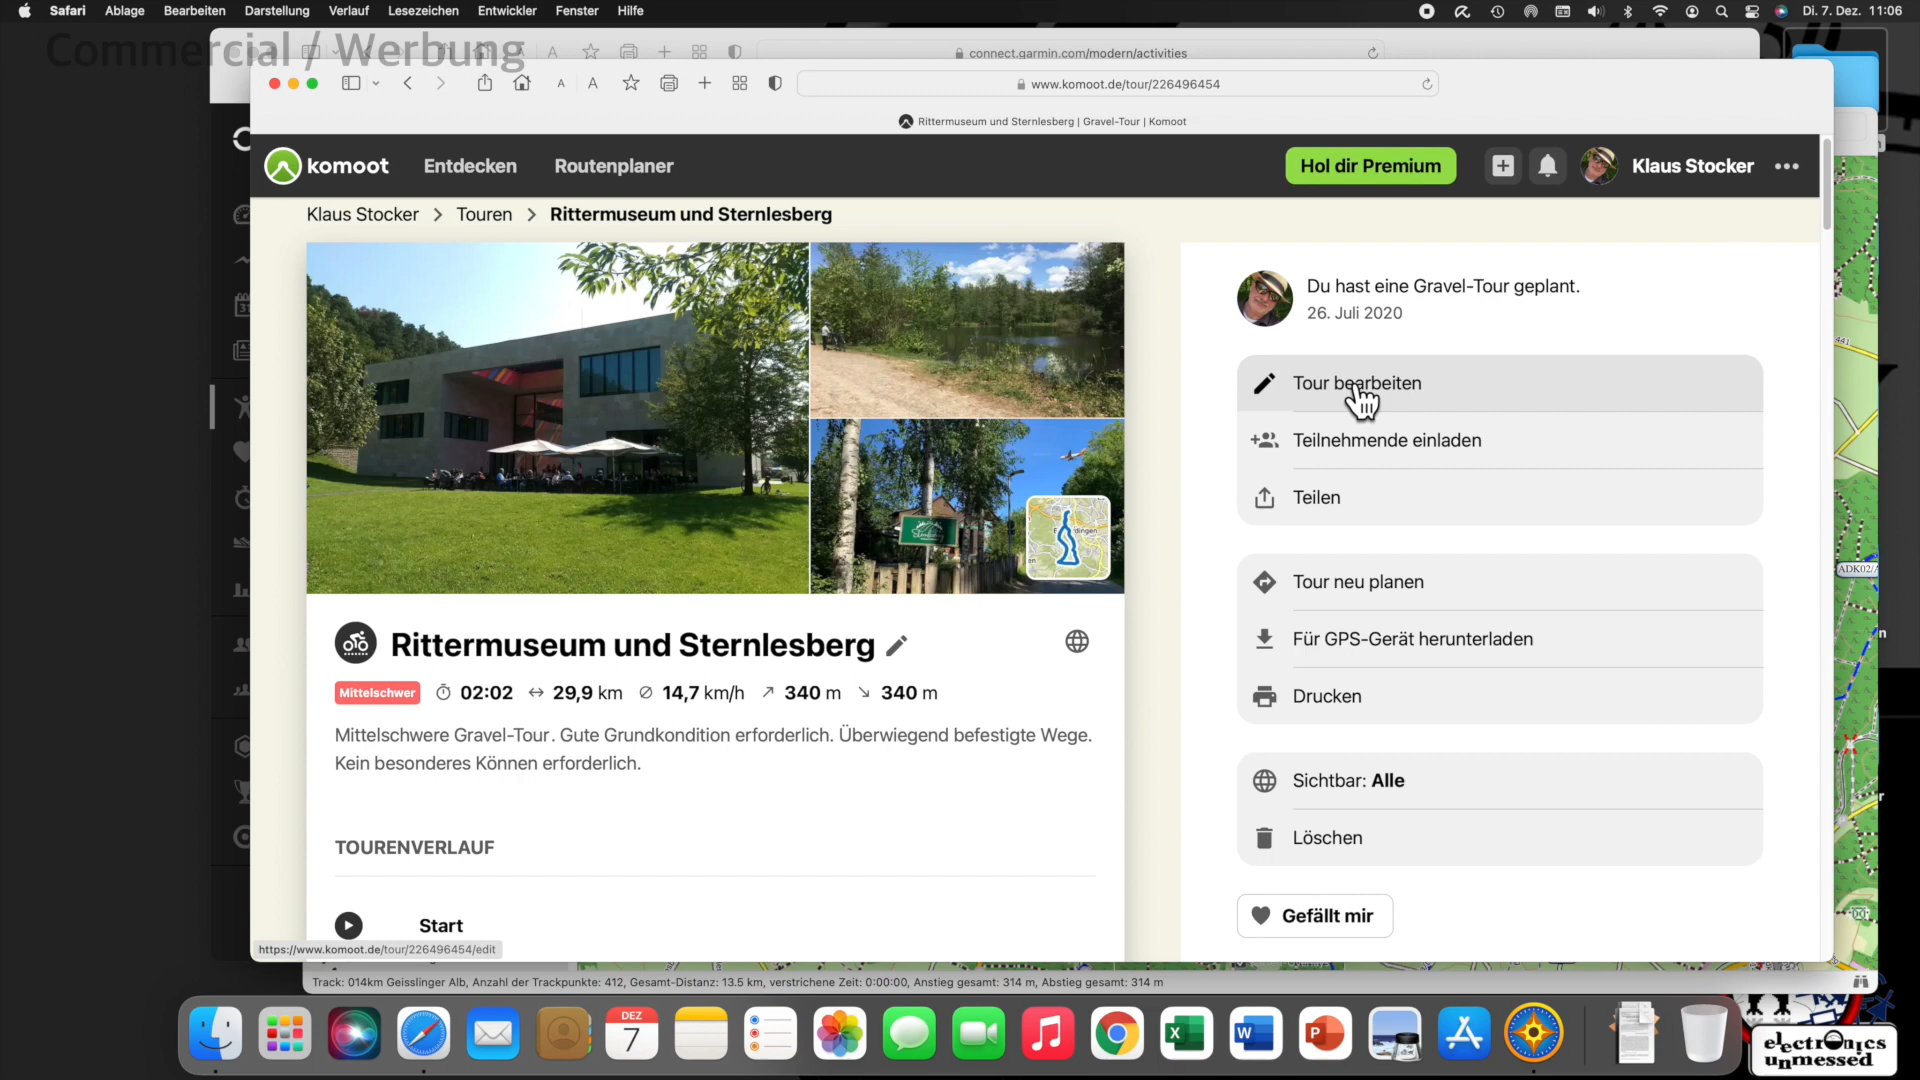 Safari Ablage Bearbeiten Darstellung Verlauf Lesezeichen Entwickler Fenster Hilfe
Di. 7. Dez. 11:06
Commercial / Werbung
connect.garmin.com/modern/activities
www.komoot.de/tour/226496454
Rittermuseum und Sternlesberg | Gravel-Tour | Komoot
komoot Entdecken Routenplaner Hol dir Premium Klaus Stocker
Klaus Stocker > Touren > Rittermuseum und Sternlesberg
Du hast eine Gravel-Tour geplant.
26. Juli 2020
Tour bearbeiten
Teilnehmende einladen
Teilen
Tour neu planen
Für GPS-Gerät herunterladen
Drucken
Sichtbar: Alle
Löschen
Gefällt mir
Rittermuseum und Sternlesberg
Mittelschwer 02:02 29,9 km 14,7 km/h 340 m 340 m
Mittelschwere Gravel-Tour. Gute Grundkondition erforderlich. Überwiegend befestigte Wege.
Kein besonderes Können erforderlich.
TOURENVERLAUF
Start
https://www.komoot.de/tour/226496454/edit
441
ADK02/
Track: 014km Geisslinger Alb, Anzahl der Trackpunkte: 412, Gesamt-Distanz: 13.5 km, verstrichene Zeit: 0:00:00, Anstieg gesamt: 314 m, Abstieg gesamt: 314 m
DEZ
7
electronics
unmessed